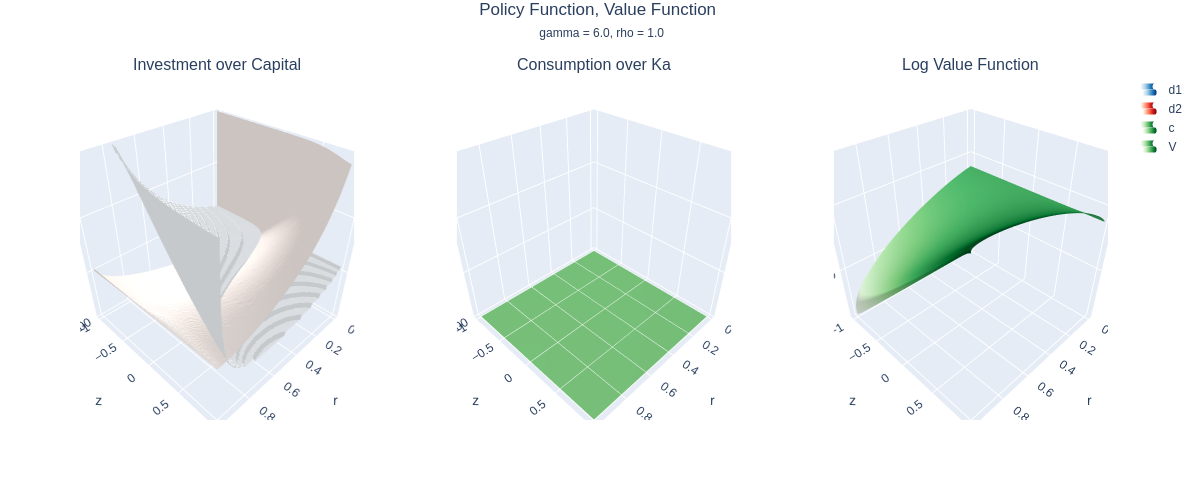 Policy Function, Value Function
gamma = 6.0, rho = 1.0
Investment over Capital
Consumption over Ka
Log Value Function
d1
d2
c
V
−0.5
0
0.5
z
0
0.2
0.4
0.6
0.8
r
−0.5
0
0.5
z
0
0.2
0.4
0.6
0.8
r
−1
−0.5
0
0.5
z
0
0.2
0.4
0.6
0.8
r